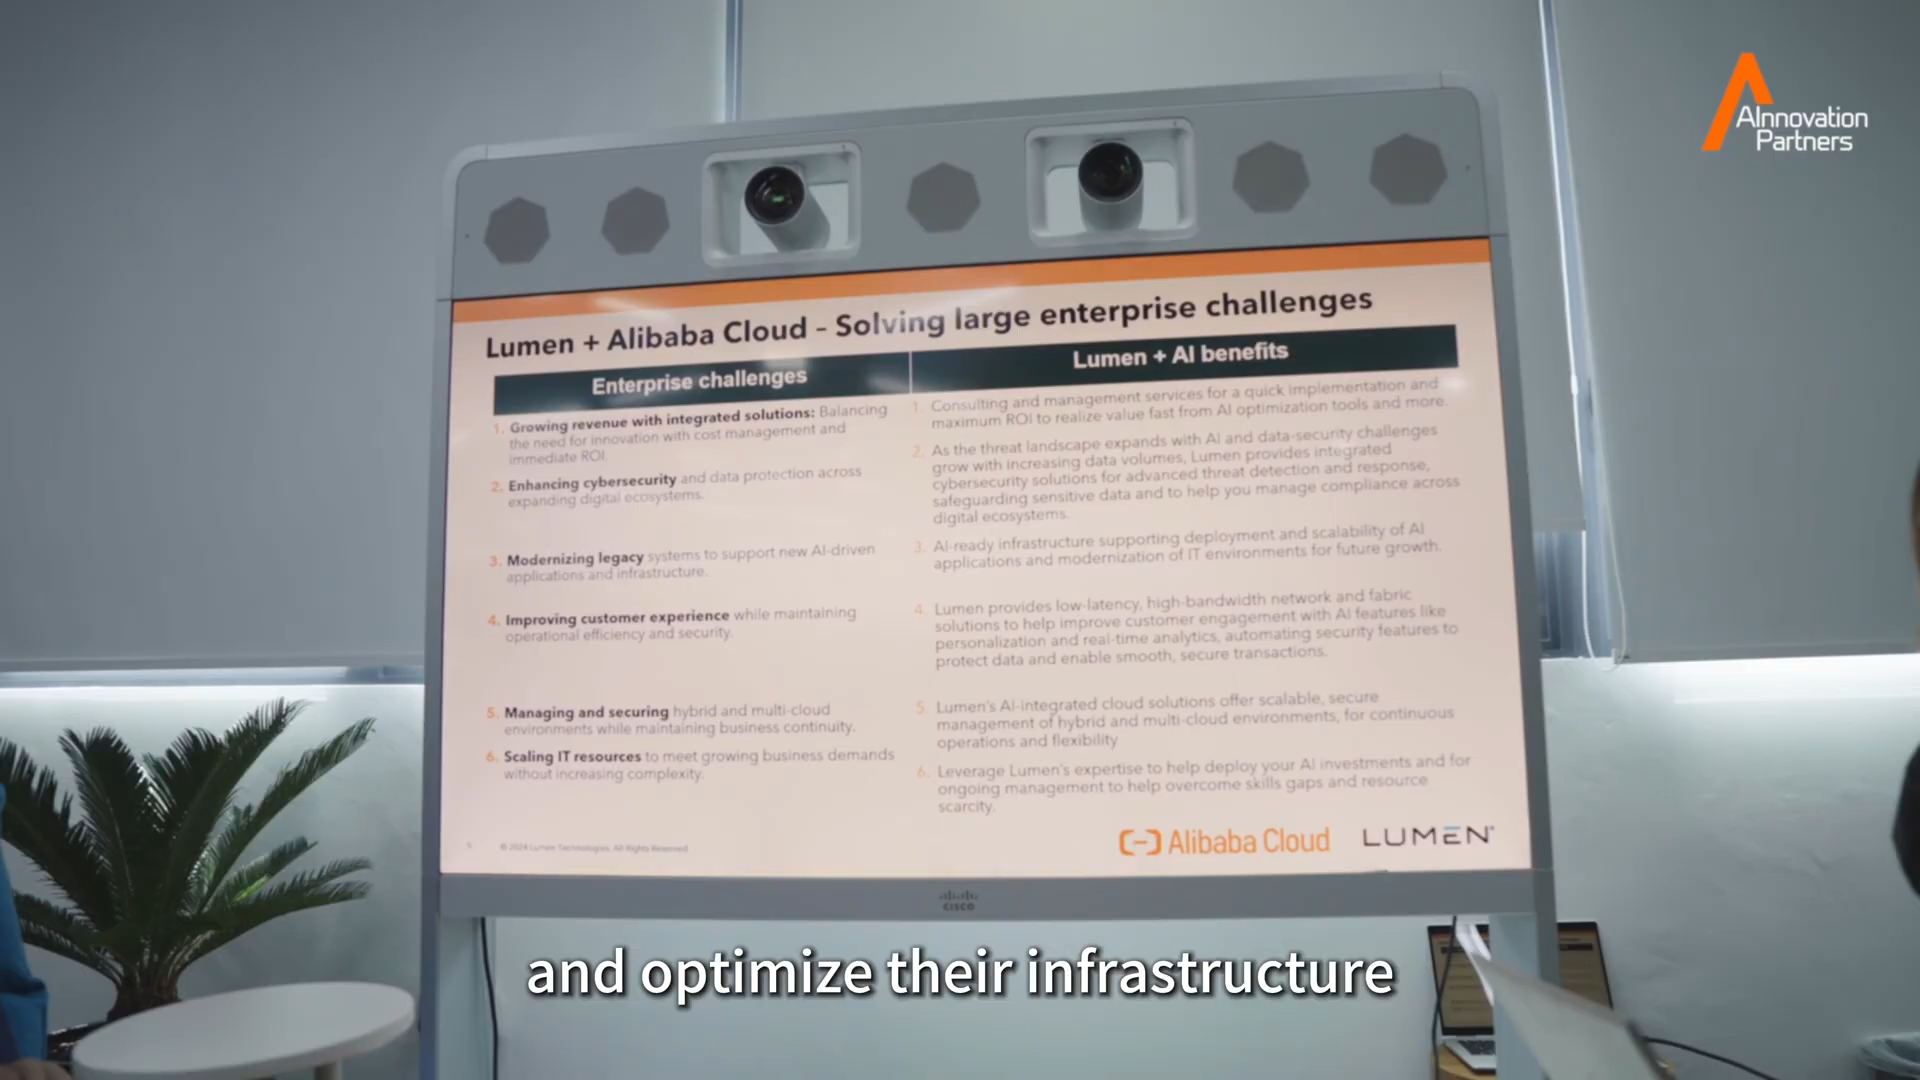 AInnovation
Partners
Lumen + Alibaba Cloud – Solving large enterprise challenges
Enterprise challenges
Lumen + AI benefits
1. Growing revenue with integrated solutions: Balancing
the need for innovation with cost management and
immediate ROI.
2. Enhancing cybersecurity and data protection across
expanding digital ecosystems.
3. Modernizing legacy systems to support new AI-driven
applications and infrastructure.
4. Improving customer experience while maintaining
operational efficiency and security.
5. Managing and securing hybrid and multi-cloud
environments while maintaining business continuity.
6. Scaling IT resources to meet growing business demands
without increasing complexity.
1. Consulting and management services for a quick implementation and
maximum ROI to realize value fast from AI optimization tools and more.
2. As the threat landscape expands with AI and data-security challenges
grow with increasing data volumes, Lumen provides integrated
cybersecurity solutions for advanced threat detection and response,
safeguarding sensitive data and to help you manage compliance across
digital ecosystems.
3. AI-ready infrastructure supporting deployment and scalability of AI
applications and modernization of IT environments for future growth.
4. Lumen provides low-latency, high-bandwidth network and fabric
solutions to help improve customer engagement with AI features like
personalization and real-time analytics, automating security features to
protect data and enable smooth, secure transactions.
5. Lumen's AI-integrated cloud solutions offer scalable, secure
management of hybrid and multi-cloud environments, for continuous
operations and flexibility
6. Leverage Lumen's expertise to help deploy your AI investments and for
ongoing management to help overcome skills gaps and resource
scarcity.
5 © 2024 Lumen Technologies. All Rights Reserved.
Alibaba Cloud LUMEN®
CISCO
and optimize their infrastructure